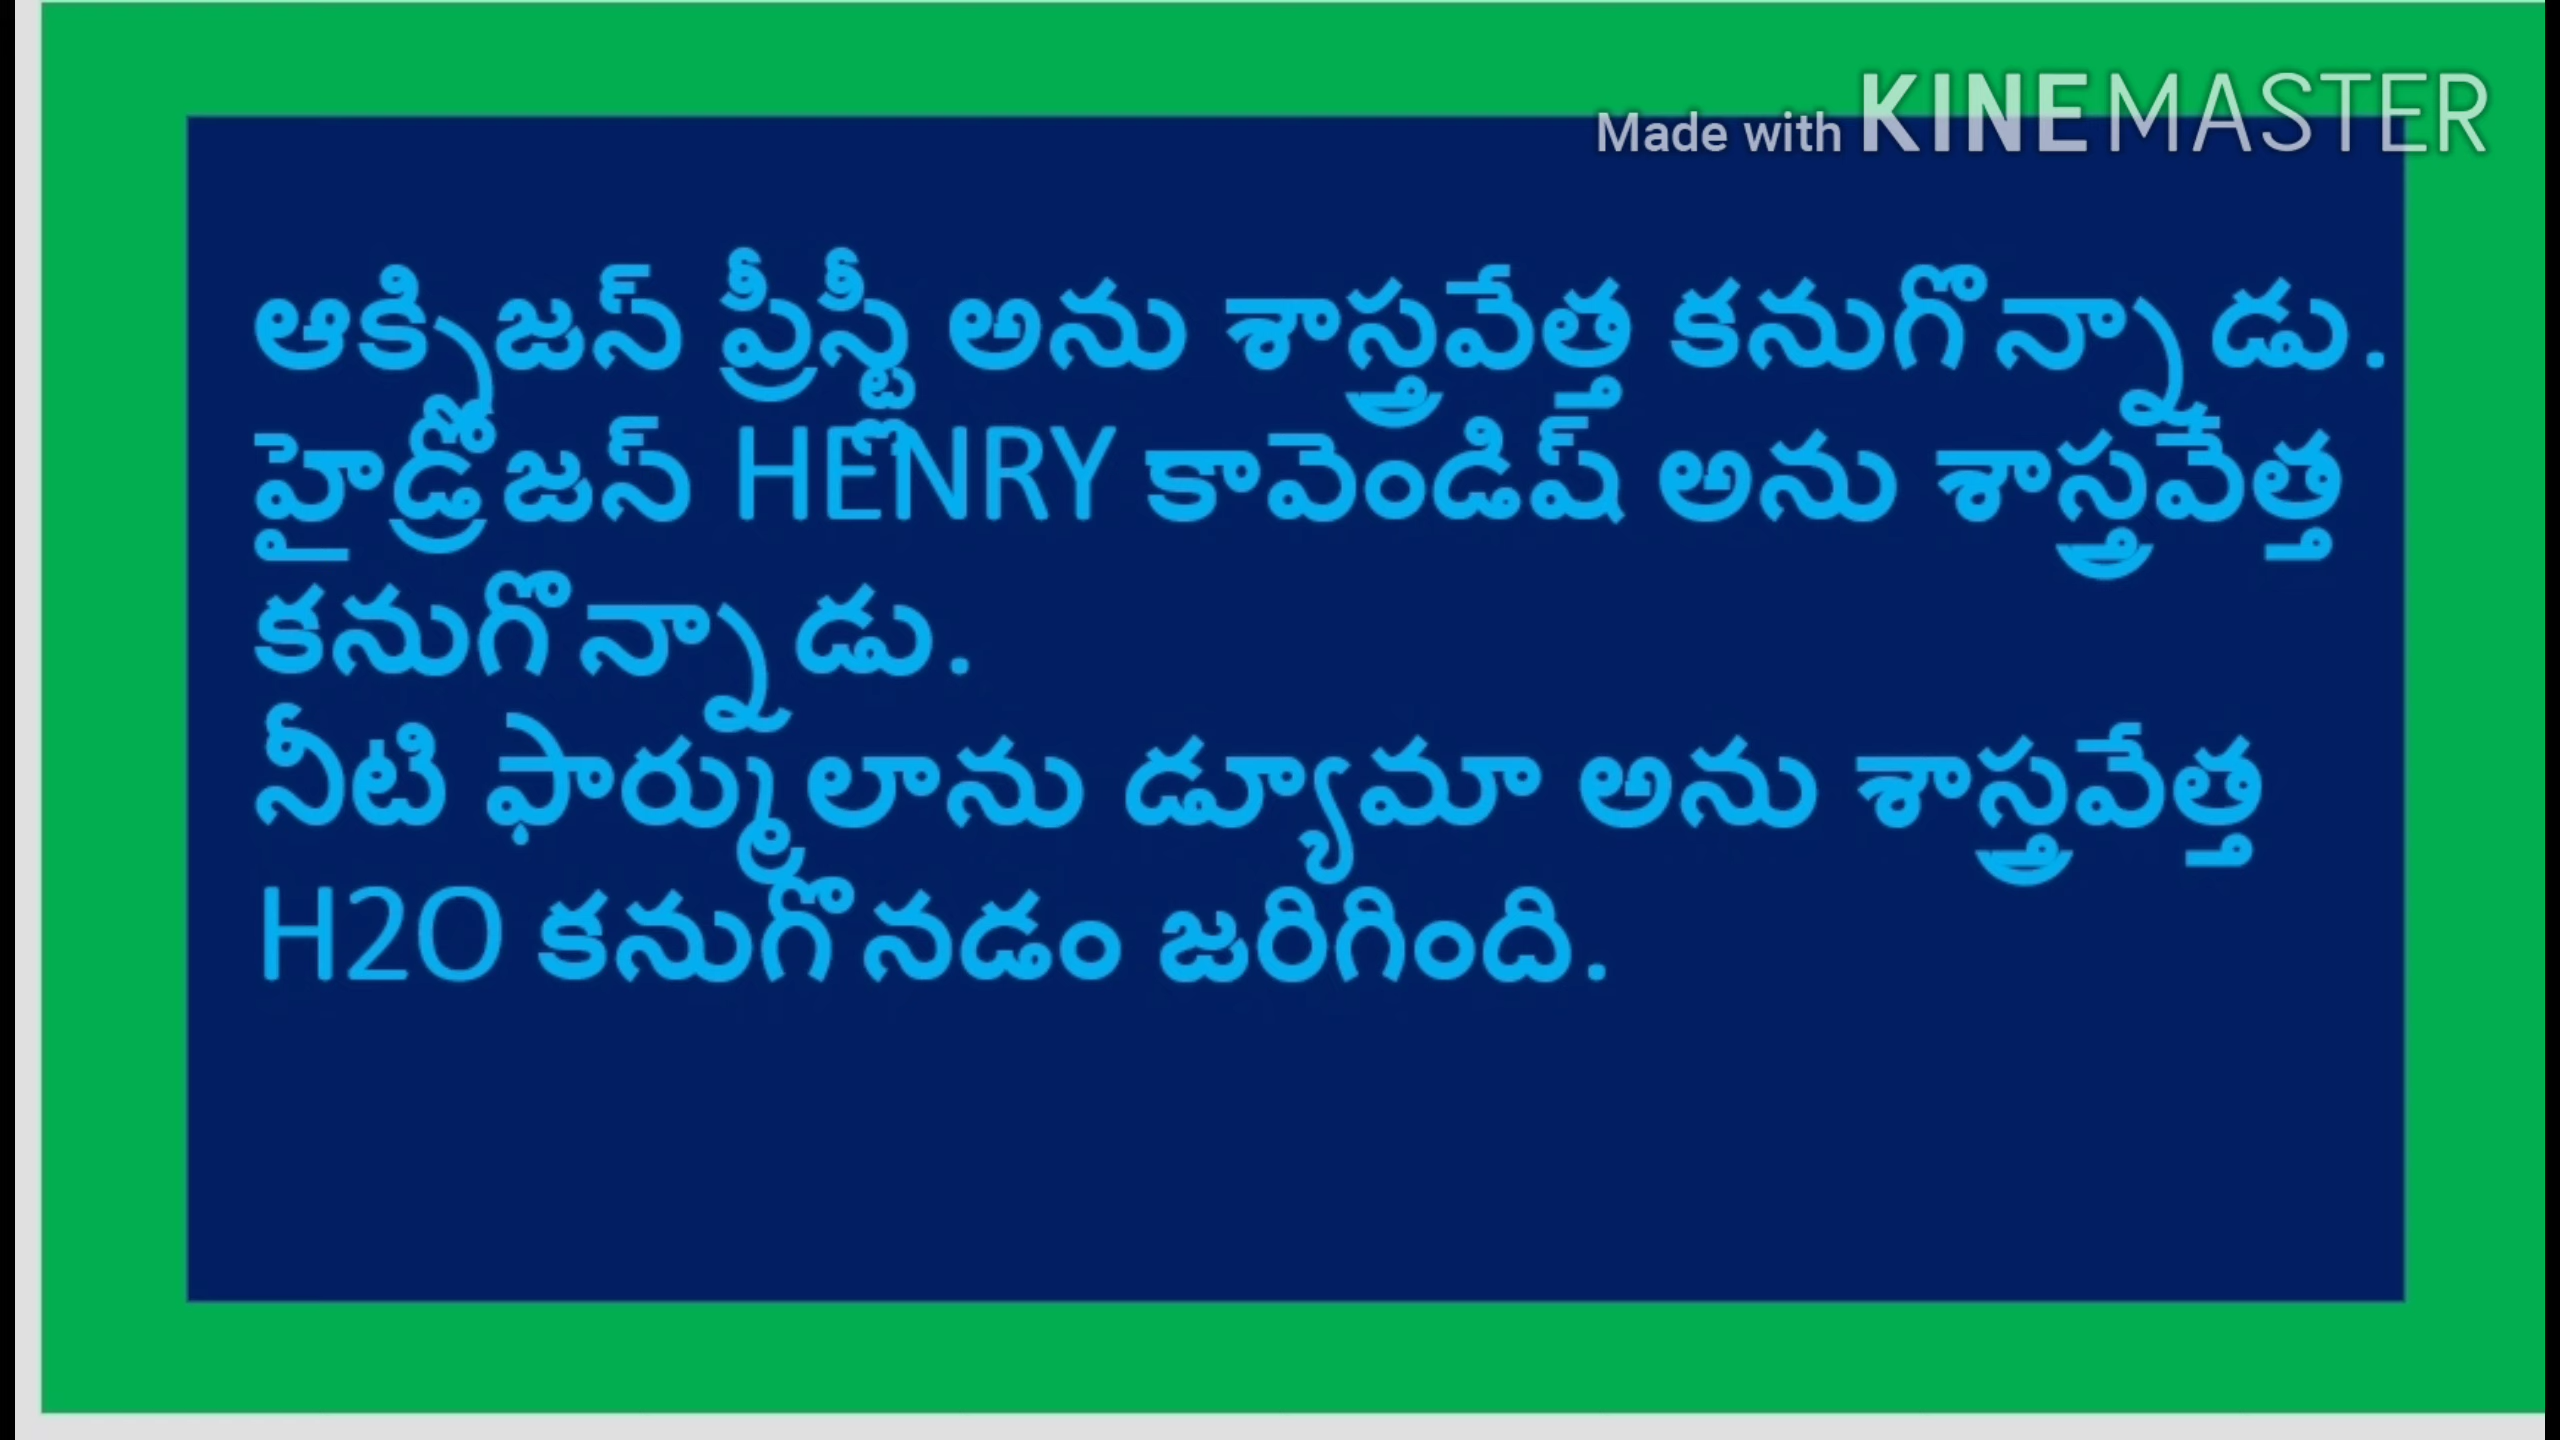 Made with KINEMASTER
ఆక్సిజన్ ప్రీస్ట్లీ అను శాస్త్రవేత్త కనుగొన్నాడు.
హైడ్రోజన్ HENRY కావెండిష్ అను శాస్త్రవేత్త
కనుగొన్నాడు.
నీటి ఫార్ములాను డ్యూమా అను శాస్త్రవేత్త
H2O కనుగొనడం జరిగింది.